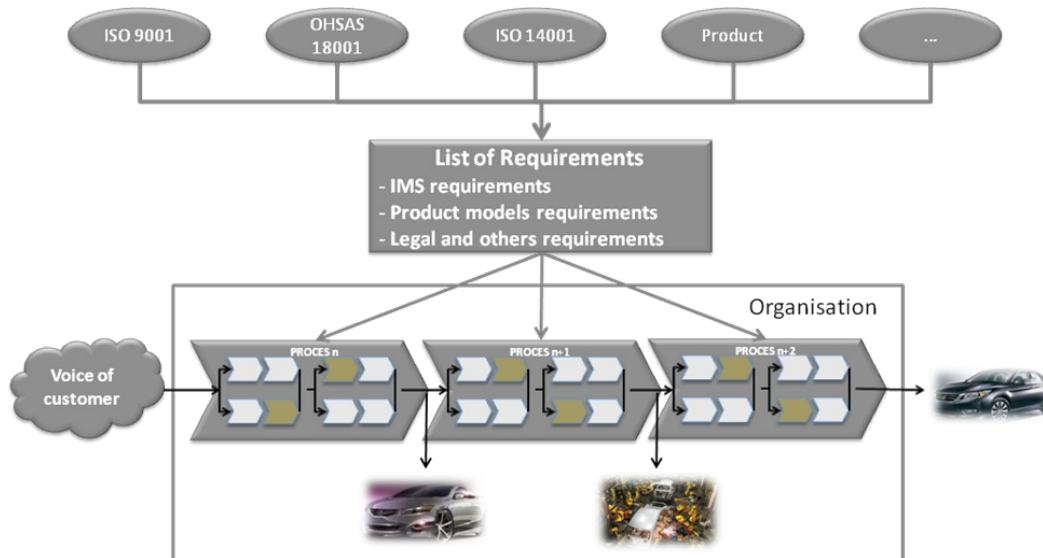 ISO 9001
OHSAS
18001
ISO 14001
Product
...
List of Requirements
- IMS requirements
- Product models requirements
- Legal and others requirements
Organisation
Voice of
customer
PROCES n
PROCES n+1
PROCES n+2